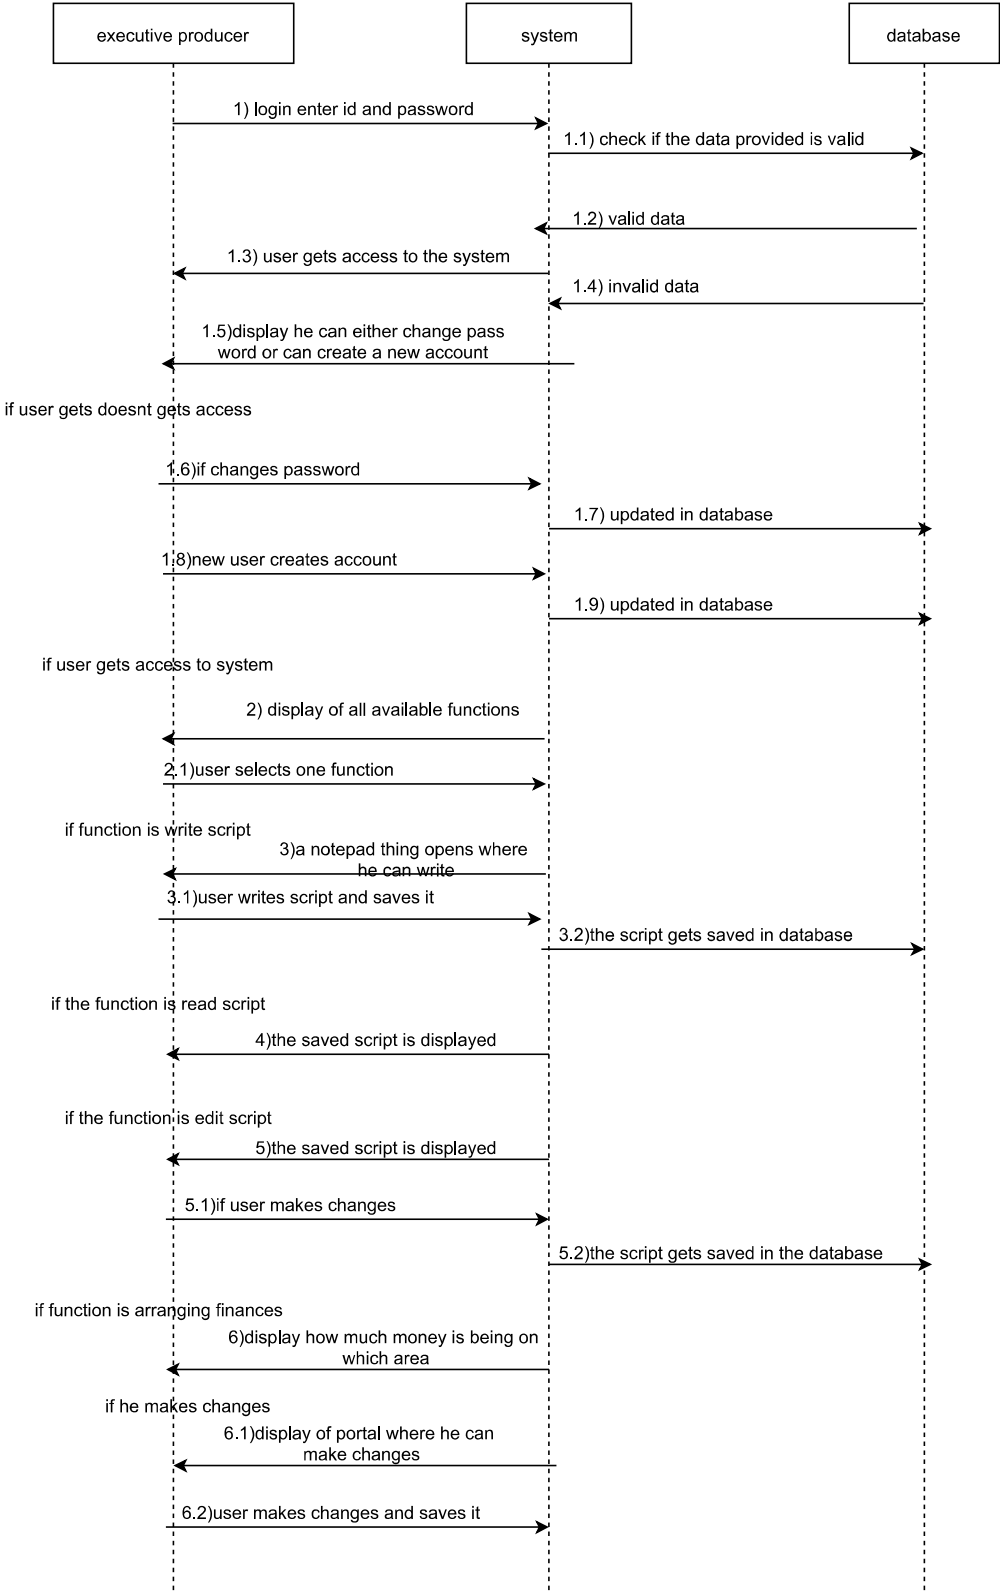 executive producer
system
database
1) login enter id and password
1.1) check if the data provided is valid
1.2) valid data
1.3) user gets access to the system
1.4) invalid data
1.5)display he can either change pass
word or can create a new account
if user gets doesnt gets access
1.6)if changes password
1.7) updated in database
1.8)new user creates account
1.9) updated in database
if user gets access to system
2) display of all available functions
2.1)user selects one function
if function is write script
3)a notepad thing opens where
he can write
3.1)user writes script and saves it
3.2)the script gets saved in database
if the function is read script
4)the saved script is displayed
if the function is edit script
5)the saved script is displayed
5.1)if user makes changes
5.2)the script gets saved in the database
if function is arranging finances
6)display how much money is being on
which area
if he makes changes
6.1)display of portal where he can
make changes
6.2)user makes changes and saves it